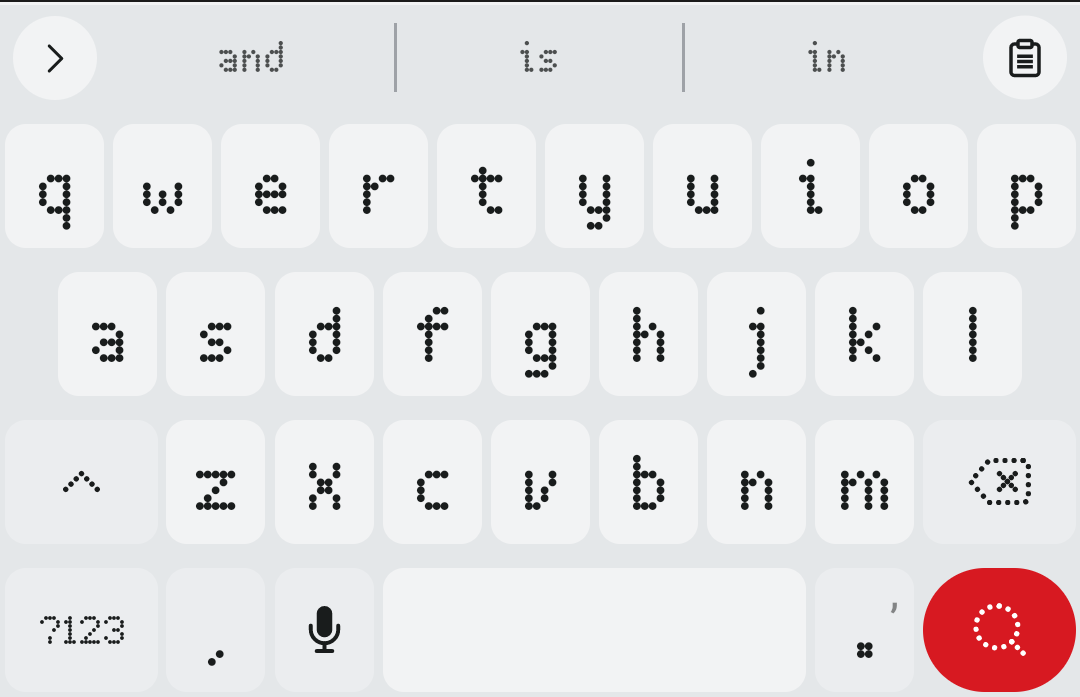 and is in
q w e r t y u i o p
a s d f g h j k l
z x c v b n m
?123 , . ’